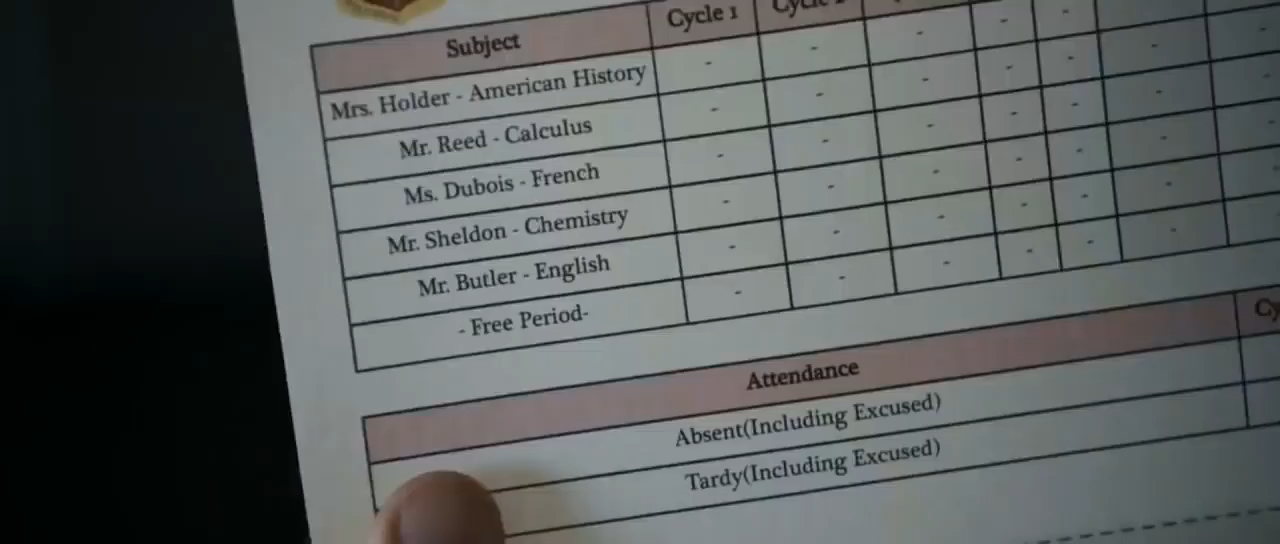 Subject Cycle 1 Cycle
Mrs. Holder - American History - - - - - - -
Mr. Reed - Calculus - - - - - - -
Ms. Dubois - French - - - - - - -
Mr. Sheldon - Chemistry - - - - - - -
Mr. Butler - English - - - - - - -
- Free Period- - - - - - -
Attendance
Absent(Including Excused)
Tardy(Including Excused)